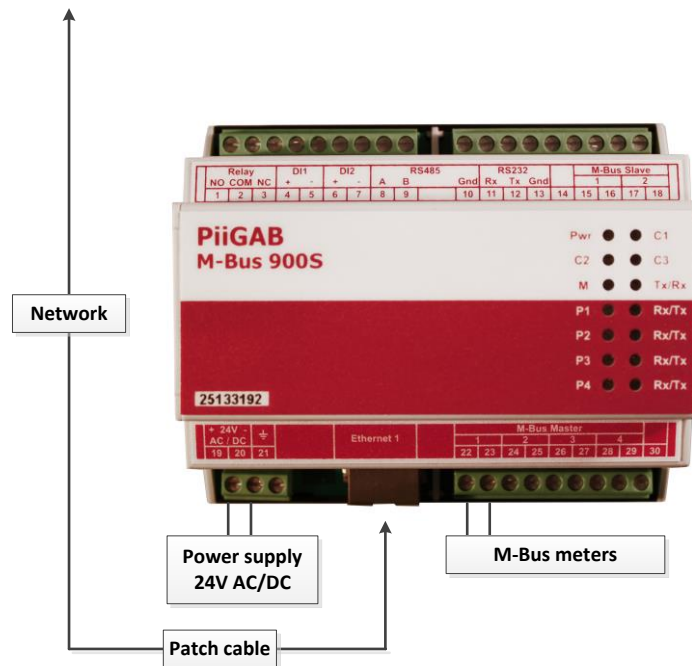 Relay DI1 DI2 RS485 RS232 M-Bus Slave
NO COM NC + - + - A B Gnd Rx Tx Gnd 1 2
1 2 3 4 5 6 7 8 9 10 11 12 13 14 15 16 17 18
PiiGAB
M-Bus 900S
Pwr C1
C2 C3
M Tx/Rx
P1 Rx/Tx
P2 Rx/Tx
P3 Rx/Tx
P4 Rx/Tx
Network
25133192
+ 24V -
AC / DC
Ethernet 1
M-Bus Master
1 2 3 4
19 20 21 22 23 24 25 26 27 28 29 30
Power supply
24V AC/DC
M-Bus meters
Patch cable